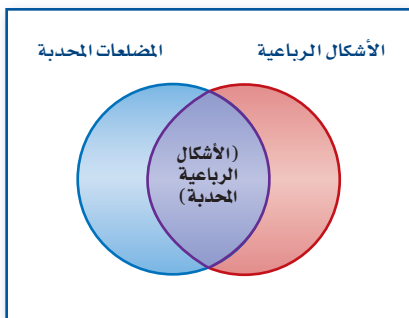 الأشكال الرباعية
المضلعات المحدبة
(الأشكال
الرباعية
المحدبة)